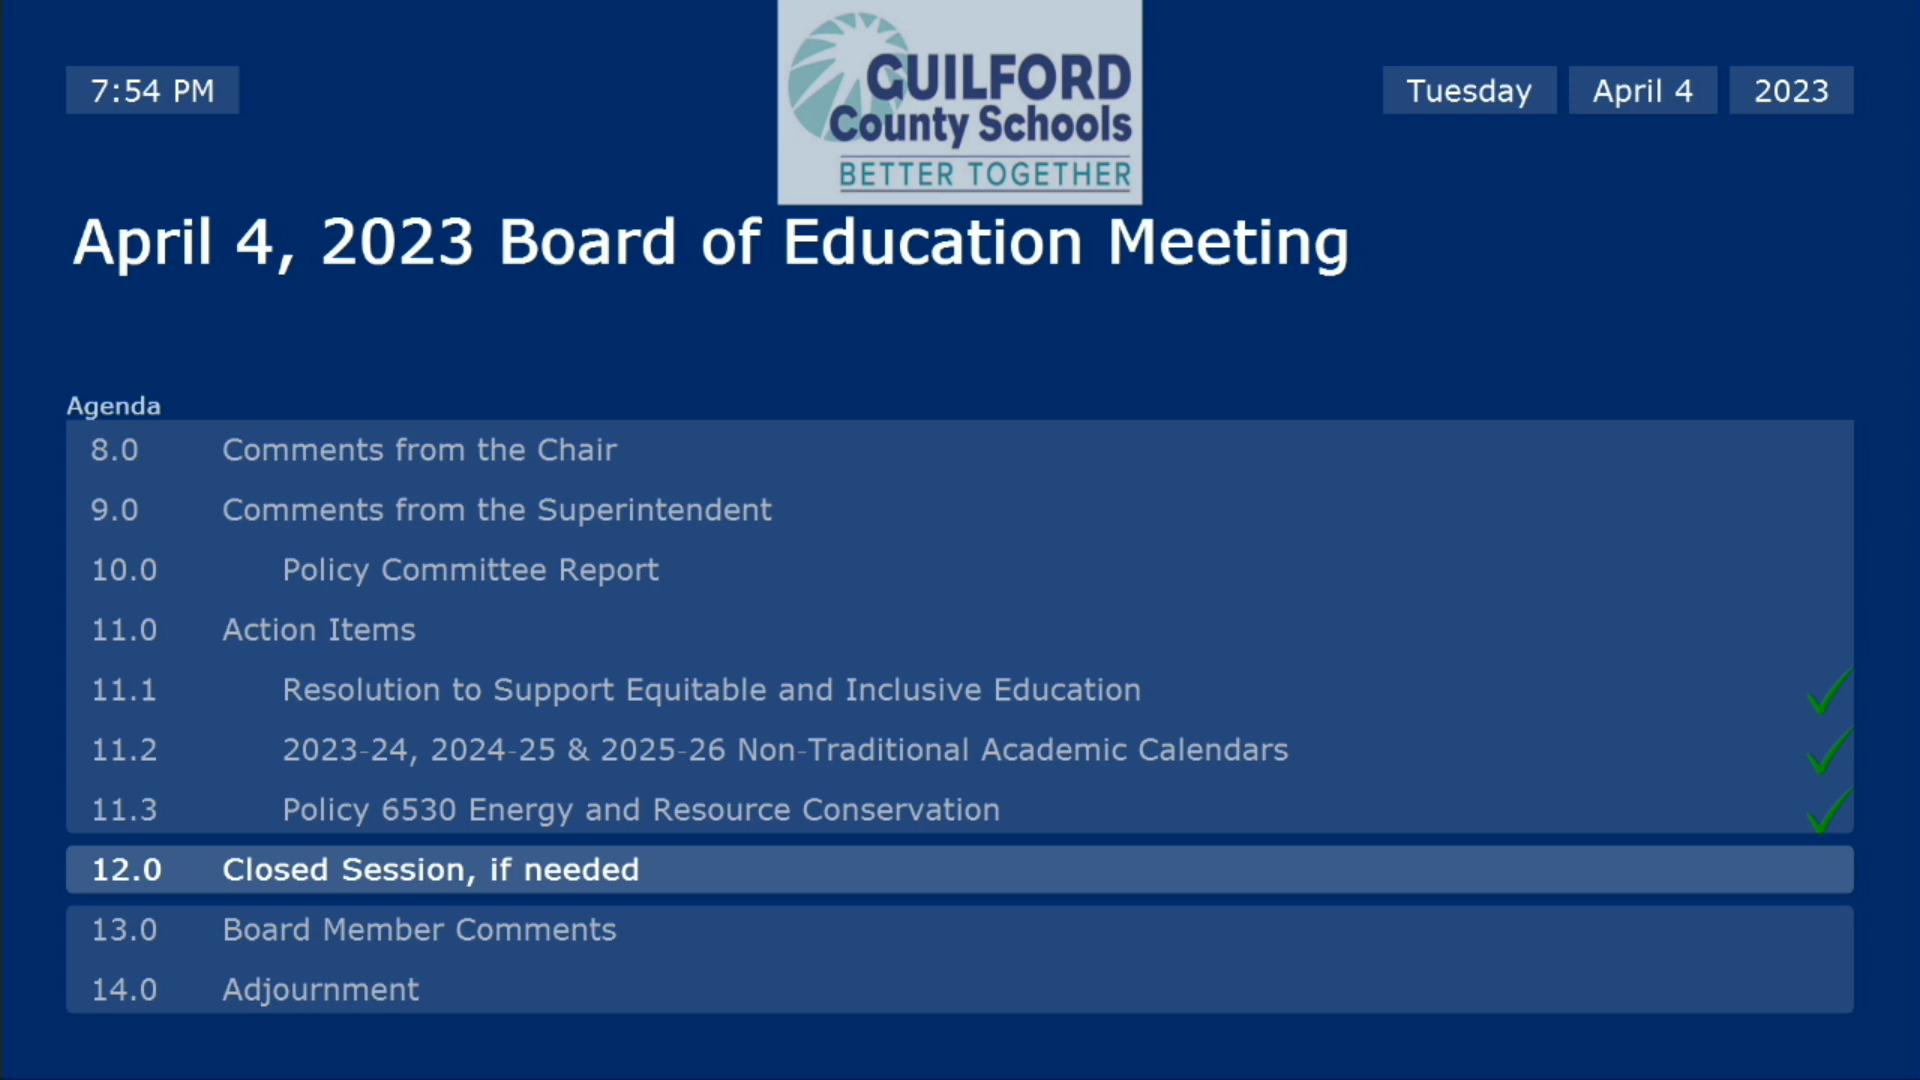 7:54 PM
GUILFORD
County Schools
BETTER TOGETHER
Tuesday April 4 2023
April 4, 2023 Board of Education Meeting
Agenda
8.0 Comments from the Chair
9.0 Comments from the Superintendent
10.0 Policy Committee Report
11.0 Action Items
11.1 Resolution to Support Equitable and Inclusive Education
11.2 2023-24, 2024-25 & 2025-26 Non-Traditional Academic Calendars
11.3 Policy 6530 Energy and Resource Conservation
12.0 Closed Session, if needed
13.0 Board Member Comments
14.0 Adjournment